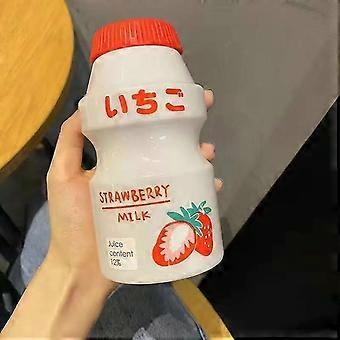 いちご
STRAWBERRY
MILK
Juice
content
12%